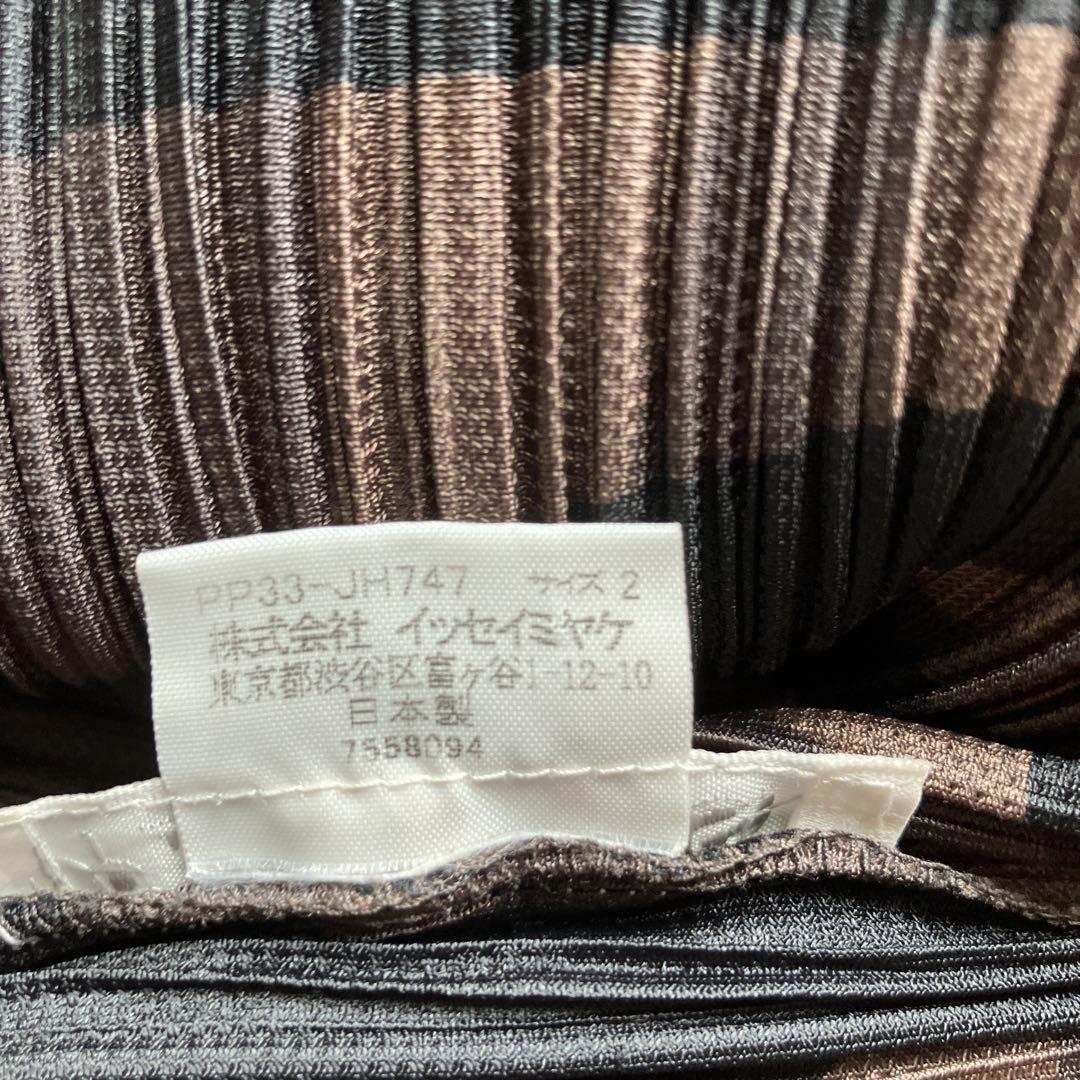 PP33-JH747 サイズ 2
株式会社 イッセイミヤケ
東京都渋谷区富ヶ谷1-12-10
日本製
7558094